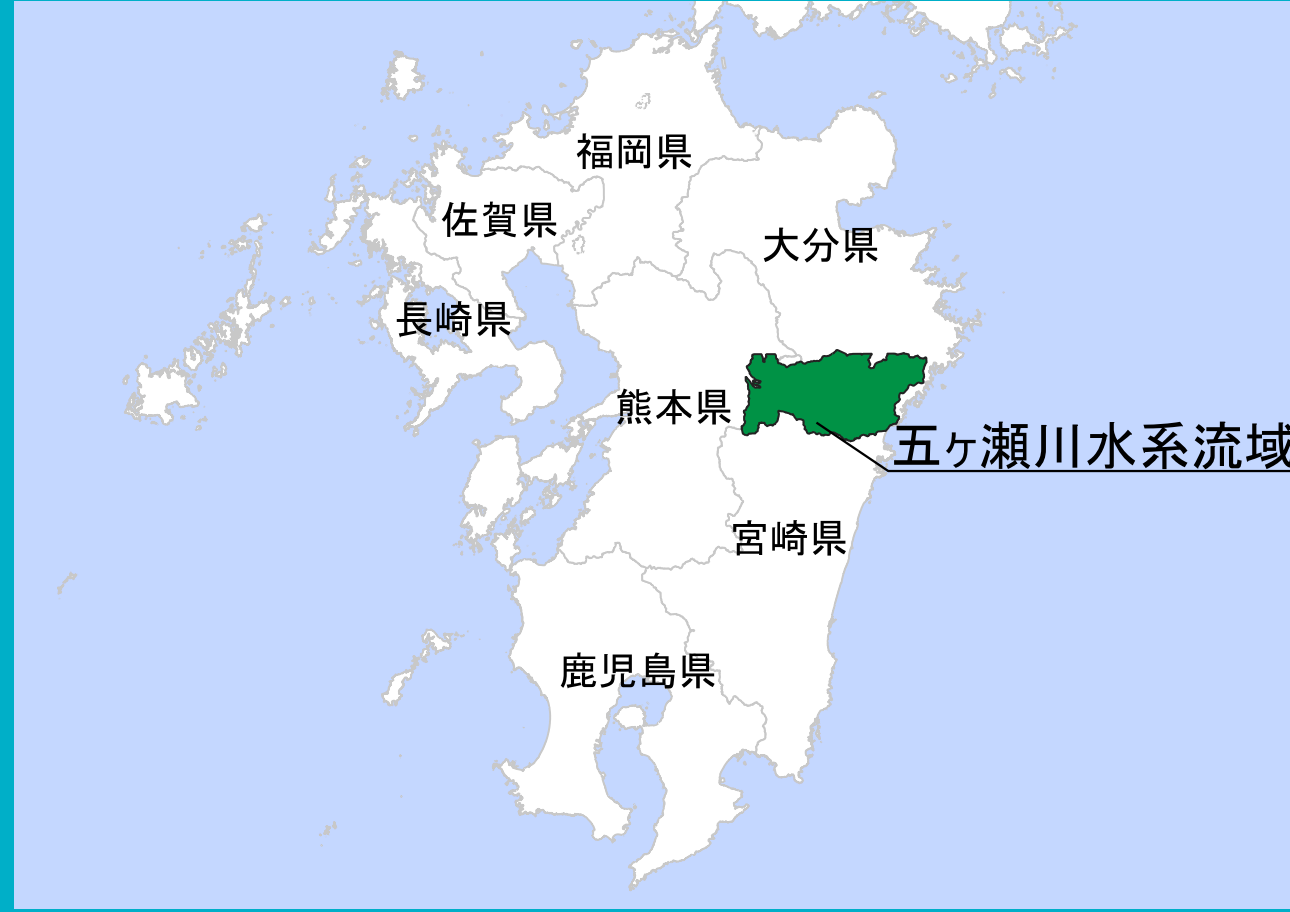 福岡県
佐賀県
大分県
長崎県
熊本県
五ヶ瀬川水系流域
宮崎県
鹿児島県